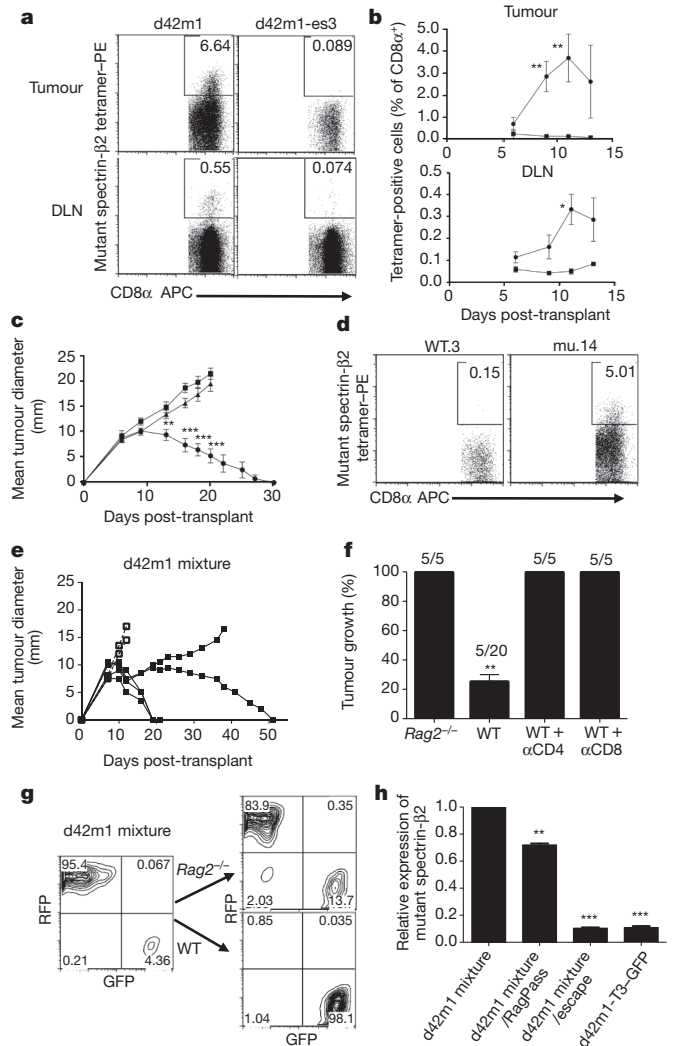 a
d42m1 d42m1-es3
Mutant spectrin-β2 tetramer–PE
Tumour
6.64 0.089
DLN
0.55 0.074
CD8α APC
b
Tumour
Tetramer-positive cells (% of CD8α⁺)
5.0
4.0
3.0
2.0
1.0
0.0
** **
0 5 10 15
DLN
0.5
0.4
0.3
0.2
0.1
0.0
*
0 5 10 15
Days post-transplant
c
Mean tumour diameter
(mm)
25
20
15
10
5
0
** *** *** ***
0 10 20 30
Days post-transplant
d
WT.3 mu.14
Mutant spectrin-β2
tetramer–PE
0.15 5.01
CD8α APC
e
d42m1 mixture
Mean tumour diameter
(mm)
25
20
15
10
5
0
0 10 20 30 40 50
Days post-transplant
f
Tumour growth (%)
100
80
60
40
20
0
5/5 5/20 5/5 5/5
**
Rag2–/– WT WT +
αCD4 WT +
αCD8
g
d42m1 mixture
RFP
95.4 0.067
0.21 4.36
GFP
Rag2–/–
WT
RFP
83.9 0.35
2.03 13.7
0.85 0.035
1.04 98.1
GFP
h
Relative expression of
mutant spectrin-β2
1.0
0.8
0.6
0.4
0.2
0.0
** *** ***
d42m1 mixture
d42m1 mixture
/RagPass
d42m1 mixture
/escape
d42m1-T3–GFP